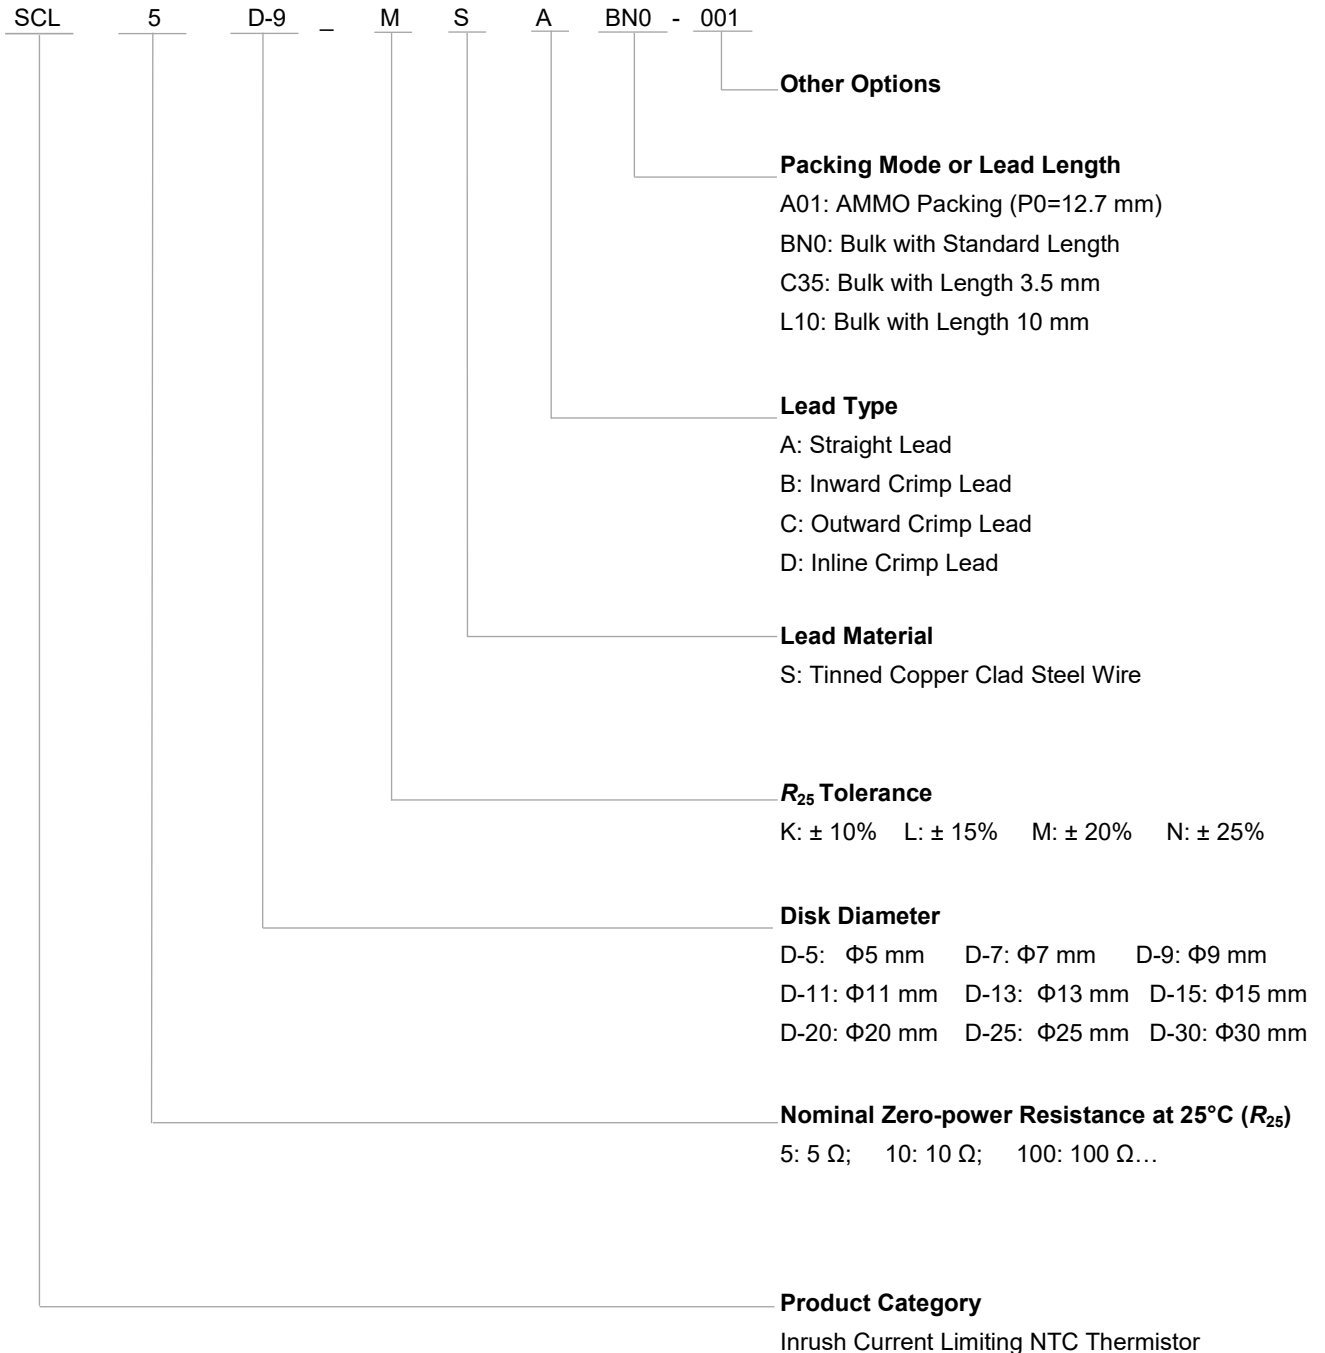 SCL 5 D-9 _ M S A BN0 - 001
Other Options
Packing Mode or Lead Length
A01: AMMO Packing (P0=12.7 mm)
BN0: Bulk with Standard Length
C35: Bulk with Length 3.5 mm
L10: Bulk with Length 10 mm
Lead Type
A: Straight Lead
B: Inward Crimp Lead
C: Outward Crimp Lead
D: Inline Crimp Lead
Lead Material
S: Tinned Copper Clad Steel Wire
R25 Tolerance
K: ± 10% L: ± 15% M: ± 20% N: ± 25%
Disk Diameter
D-5: Φ5 mm D-7: Φ7 mm D-9: Φ9 mm
D-11: Φ11 mm D-13: Φ13 mm D-15: Φ15 mm
D-20: Φ20 mm D-25: Φ25 mm D-30: Φ30 mm
Nominal Zero-power Resistance at 25°C (R25)
5: 5 Ω; 10: 10 Ω; 100: 100 Ω…
Product Category
Inrush Current Limiting NTC Thermistor